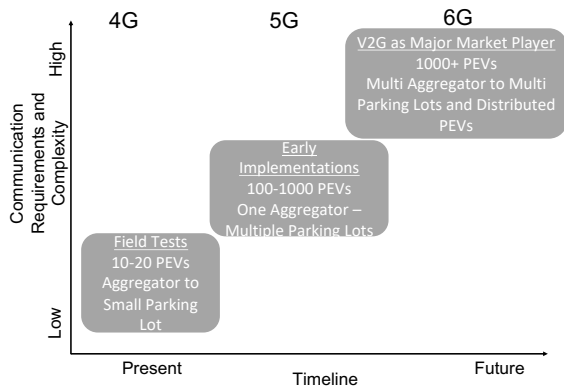 4G
5G
6G
High
Low
Communication
Requirements and
Complexity
V2G as Major Market Player
1000+ PEVs
Multi Aggregator to Multi
Parking Lots and Distributed
PEVs
Early
Implementations
100-1000 PEVs
One Aggregator –
Multiple Parking Lots
Field Tests
10-20 PEVs
Aggregator to
Small Parking
Lot
Present
Timeline
Future